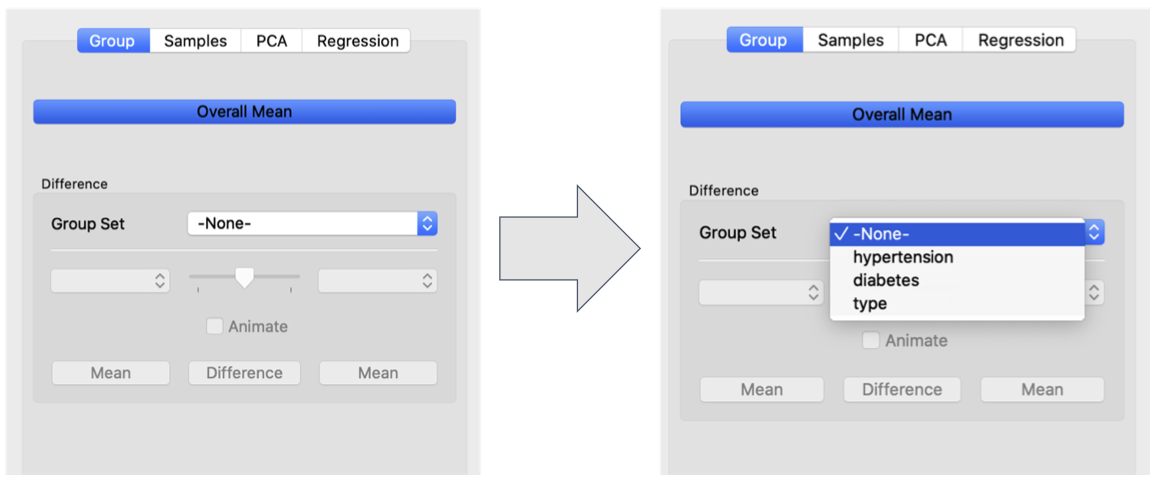 Group Samples PCA Regression
Overall Mean
Difference
Group Set -None-
Animate
Mean Difference Mean
Group Samples PCA Regression
Overall Mean
Difference
Group Set -None-
hypertension
diabetes
type
Animate
Mean Difference Mean